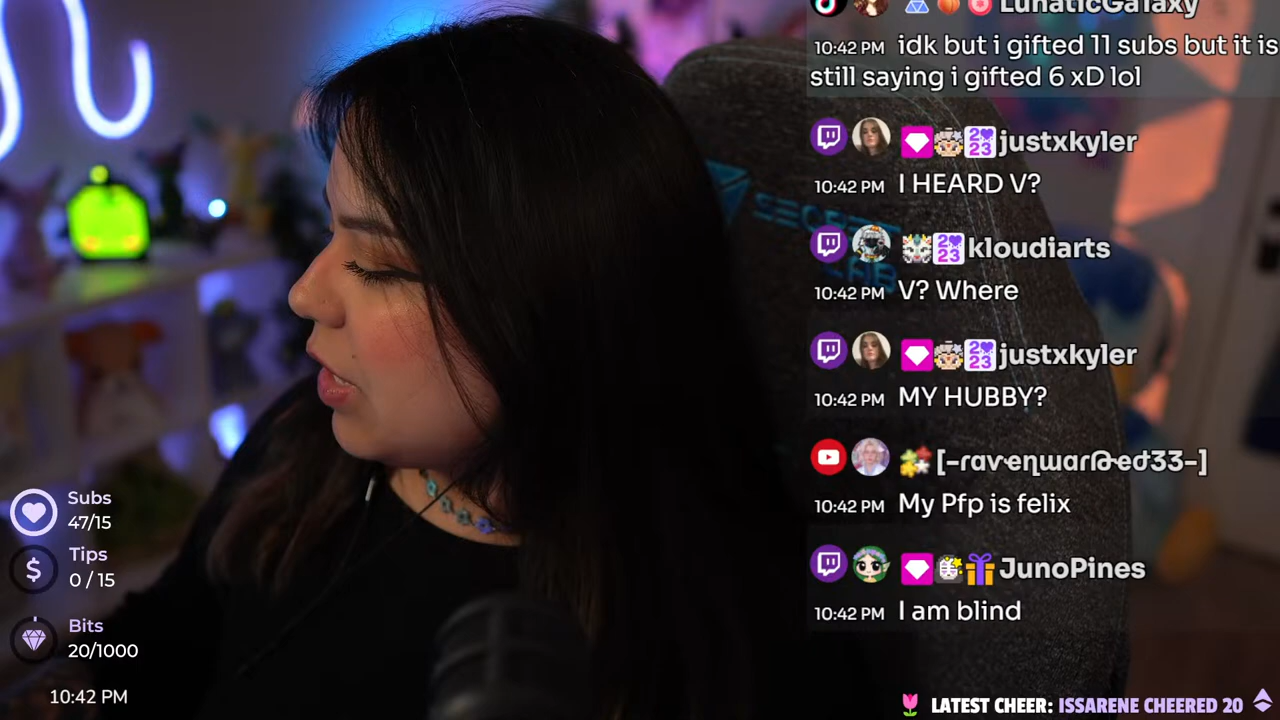 LunaticGalaxy
10:42 PM idk but i gifted 11 subs but it is
still saying i gifted 6 xD lol
2023 justxkyler
10:42 PM I HEARD V?
2023 kloudiarts
10:42 PM V? Where
2023 justxkyler
10:42 PM MY HUBBY?
10:42 PM My Pfp is felix
JunoPines
10:42 PM I am blind
Subs
47/15
Tips
0 / 15
Bits
20/1000
10:42 PM
LATEST CHEER: ISSARENE CHEERED 20